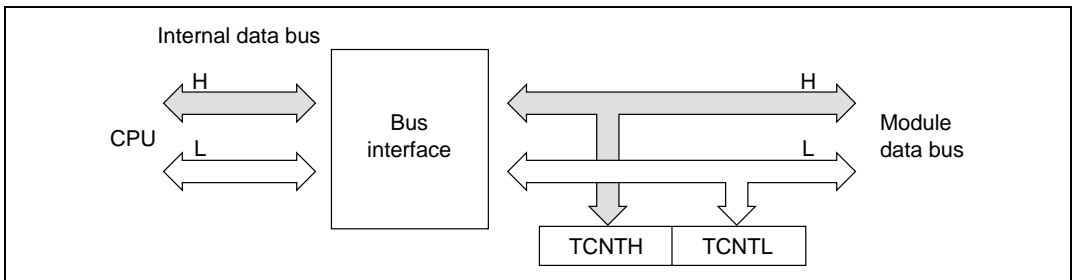 Internal data bus
H
H
CPU
Bus
interface
Module
data bus
L
L
TCNTH
TCNTL